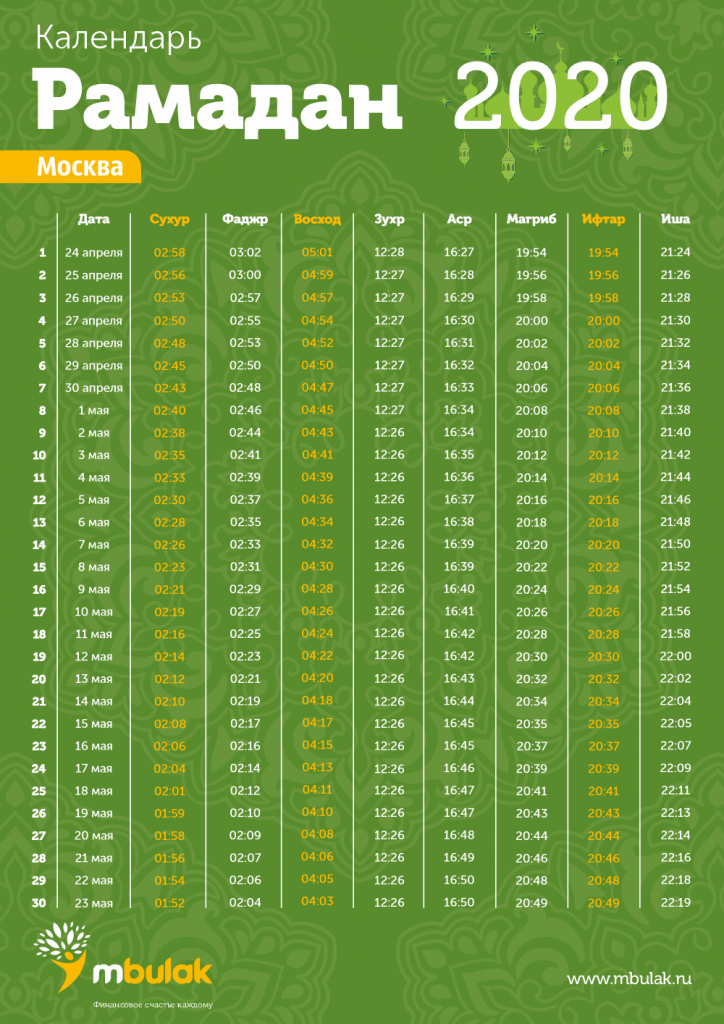 Календарь
Рамадан 2020
Москва
Дата Сухур Фаджр Восход Зухр Аср Магриб Ифтар Иша
1 24 апреля 02:58 03:02 05:01 12:28 16:27 19:54 19:54 21:24
2 25 апреля 02:56 03:00 04:59 12:27 16:28 19:56 19:56 21:26
3 26 апреля 02:53 02:57 04:57 12:27 16:29 19:58 19:58 21:28
4 27 апреля 02:50 02:55 04:54 12:27 16:30 20:00 20:00 21:30
5 28 апреля 02:48 02:53 04:52 12:27 16:31 20:02 20:02 21:32
6 29 апреля 02:45 02:50 04:50 12:27 16:32 20:04 20:04 21:34
7 30 апреля 02:43 02:48 04:47 12:27 16:33 20:06 20:06 21:36
8 1 мая 02:40 02:46 04:45 12:27 16:34 20:08 20:08 21:38
9 2 мая 02:38 02:44 04:43 12:26 16:34 20:10 20:10 21:40
10 3 мая 02:35 02:41 04:41 12:26 16:35 20:12 20:12 21:42
11 4 мая 02:33 02:39 04:39 12:26 16:36 20:14 20:14 21:44
12 5 мая 02:30 02:37 04:36 12:26 16:37 20:16 20:16 21:46
13 6 мая 02:28 02:35 04:34 12:26 16:38 20:18 20:18 21:48
14 7 мая 02:26 02:33 04:32 12:26 16:39 20:20 20:20 21:50
15 8 мая 02:23 02:31 04:30 12:26 16:39 20:22 20:22 21:52
16 9 мая 02:21 02:29 04:28 12:26 16:40 20:24 20:24 21:54
17 10 мая 02:19 02:27 04:26 12:26 16:41 20:26 20:26 21:56
18 11 мая 02:16 02:25 04:24 12:26 16:42 20:28 20:28 21:58
19 12 мая 02:14 02:23 04:22 12:26 16:42 20:30 20:30 22:00
20 13 мая 02:12 02:21 04:20 12:26 16:43 20:32 20:32 22:02
21 14 мая 02:10 02:19 04:18 12:26 16:44 20:34 20:34 22:04
22 15 мая 02:08 02:17 04:17 12:26 16:45 20:35 20:35 22:05
23 16 мая 02:06 02:16 04:15 12:26 16:45 20:37 20:37 22:07
24 17 мая 02:04 02:14 04:13 12:26 16:46 20:39 20:39 22:09
25 18 мая 02:01 02:12 04:11 12:26 16:47 20:41 20:41 22:11
26 19 мая 01:59 02:10 04:10 12:26 16:47 20:43 20:43 22:13
27 20 мая 01:58 02:09 04:08 12:26 16:48 20:44 20:44 22:14
28 21 мая 01:56 02:07 04:06 12:26 16:49 20:46 20:46 22:16
29 22 мая 01:54 02:06 04:05 12:26 16:50 20:48 20:48 22:18
30 23 мая 01:52 02:04 04:03 12:26 16:50 20:49 20:49 22:19
mbulak
Финансовое счастье каждому
www.mbulak.ru